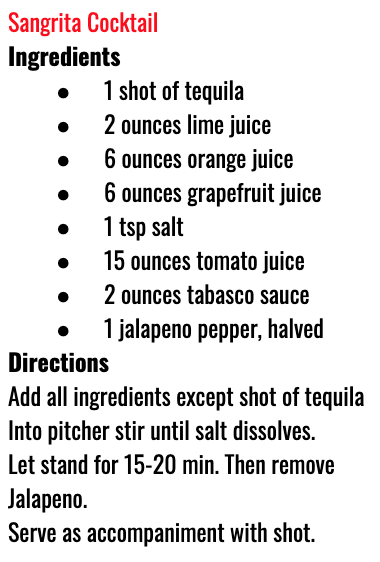 Sangrita Cocktail
Ingredients
● 1 shot of tequila
● 2 ounces lime juice
● 6 ounces orange juice
● 6 ounces grapefruit juice
● 1 tsp salt
● 15 ounces tomato juice
● 2 ounces tabasco sauce
● 1 jalapeno pepper, halved
Directions
Add all ingredients except shot of tequila
Into pitcher stir until salt dissolves.
Let stand for 15-20 min. Then remove
Jalapeno.
Serve as accompaniment with shot.